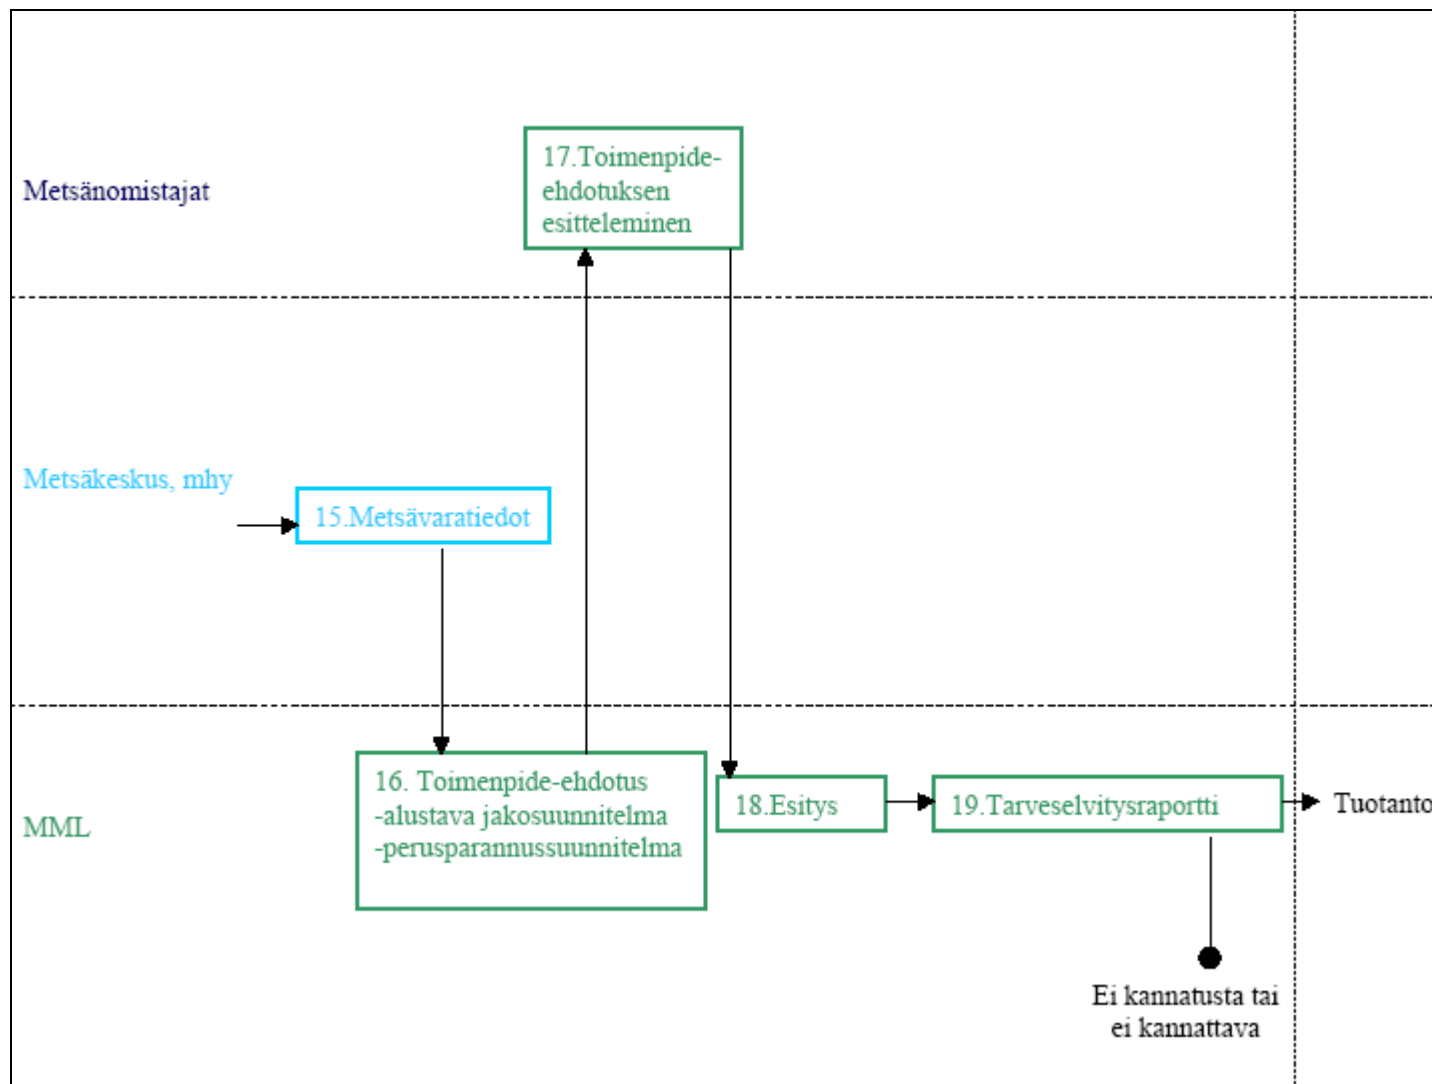 17.Toimenpide-
ehdotuksen
esitteleminen
Metsänomistajat
Metsäkeskus, mhy
15.Metsävaratiedot
16. Toimenpide-ehdotus
-alustava jakosuunnitelma
-perusparannussuunnitelma
MML
18.Esitys
19.Tarveselvitysraportti
Tuotanto
Ei kannatusta tai
ei kannattava